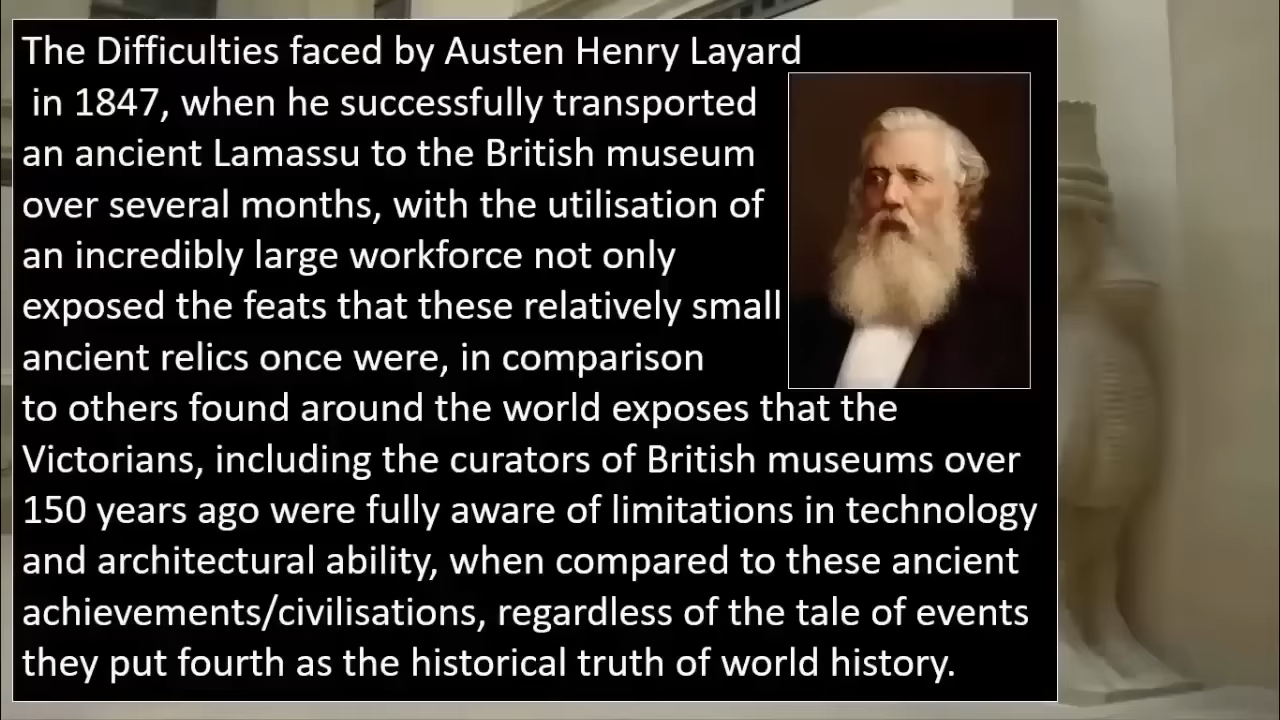 The Difficulties faced by Austen Henry Layard
in 1847, when he successfully transported
an ancient Lamassu to the British museum
over several months, with the utilisation of
an incredibly large workforce not only
exposed the feats that these relatively small
ancient relics once were, in comparison
to others found around the world exposes that the
Victorians, including the curators of British museums over
150 years ago were fully aware of limitations in technology
and architectural ability, when compared to these ancient
achievements/civilisations, regardless of the tale of events
they put fourth as the historical truth of world history.